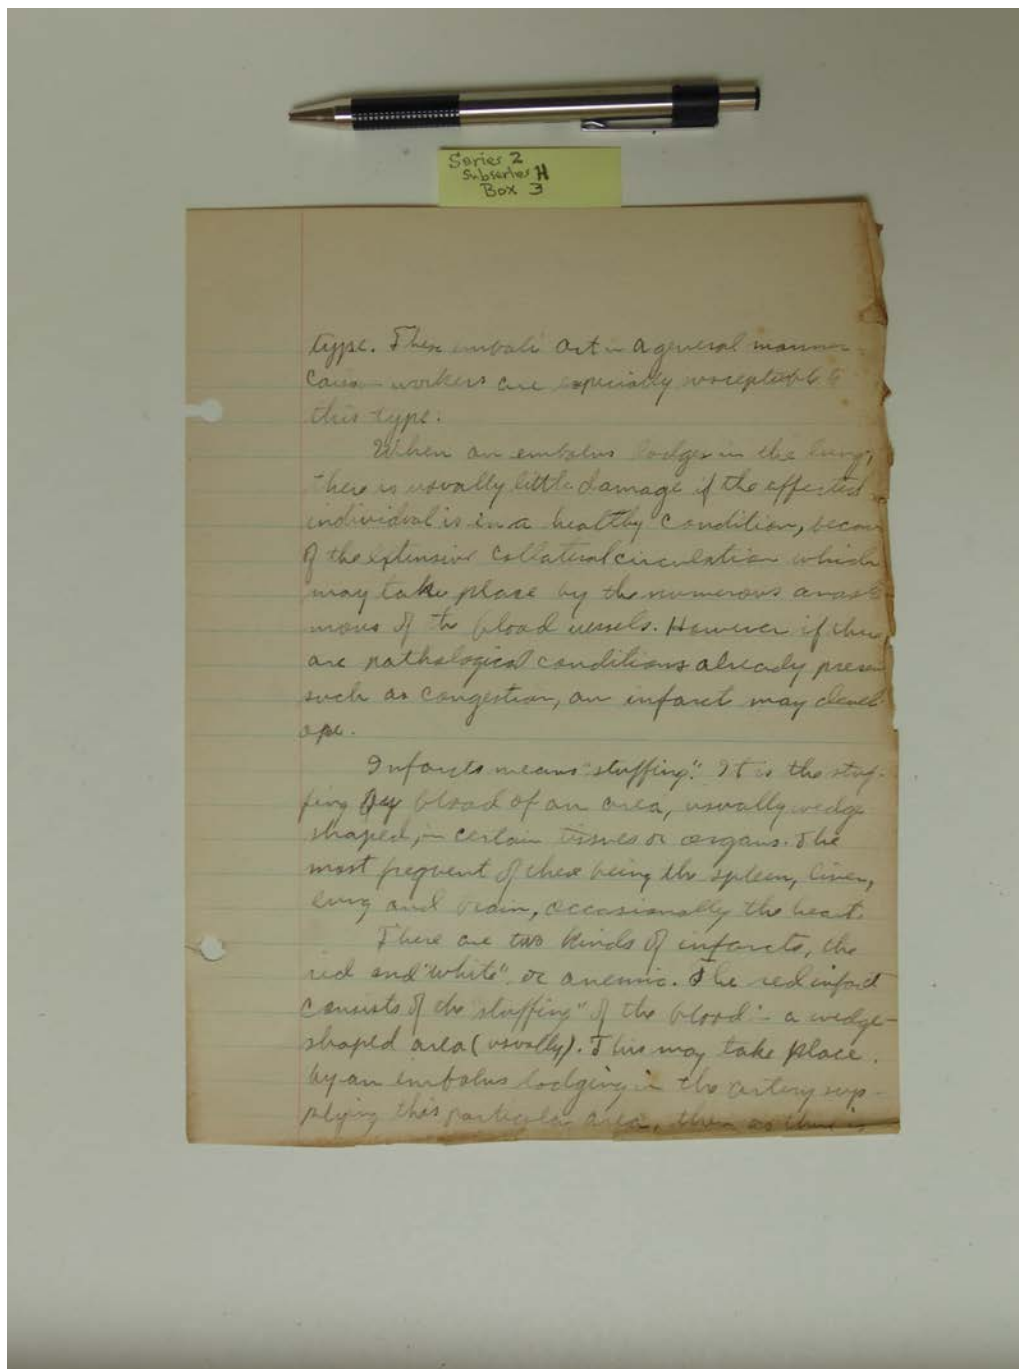 Series 2
Subseries H
Box 3
type. These emboli act in a general manner
workers are especially susceptible to
this type.
When an embolus lodges in the lung,
there is usually little damage if the affected
individual is in a healthy condition, becau
of the extensive collateral circulation which
may take place by the numerous anasto
moses of the blood vessels. However if there
are pathological conditions already presen
such as congestion, an infarct may devel-
ope.
Infarcts means "stuffing". It is the stuf-
fing by blood of an area, usually wedge
shaped, in certain tissues or organs. The
most frequent of these being the spleen, liver,
lung and brain, occasionally the heart.
There are two kinds of infarcts, the
red and "white" or anemic. The red infarct
consists of the "stuffing" of the blood - a wedge-
shaped area (usually). This may take place
by an embolus lodging in the artery sup-
plying this particular area, then as there is